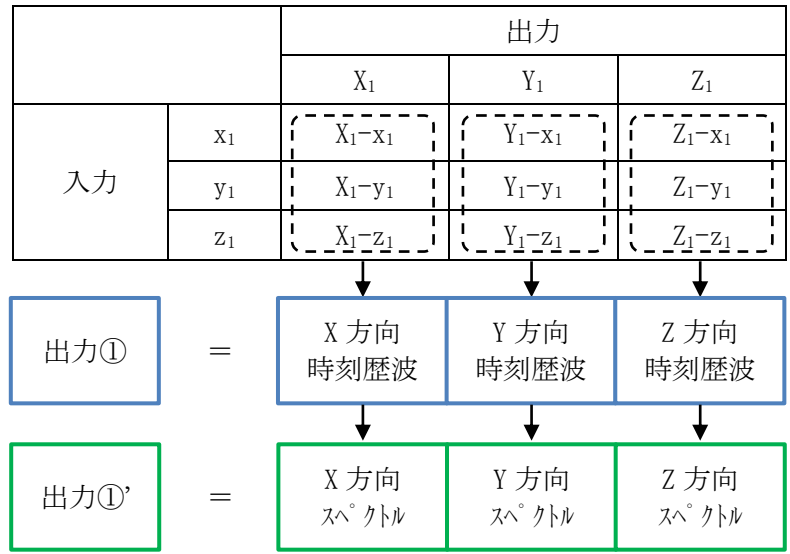 出力
X₁ Y₁ Z₁
入力
x₁ X₁-x₁ Y₁-x₁ Z₁-x₁
y₁ X₁-y₁ Y₁-y₁ Z₁-y₁
z₁ X₁-z₁ Y₁-z₁ Z₁-z₁
出力① =
X 方向
時刻歴波
Y 方向
時刻歴波
Z 方向
時刻歴波
出力①’ =
X 方向
ｽﾍﾟｸﾄﾙ
Y 方向
ｽﾍﾟｸﾄﾙ
Z 方向
ｽﾍﾟｸﾄﾙ